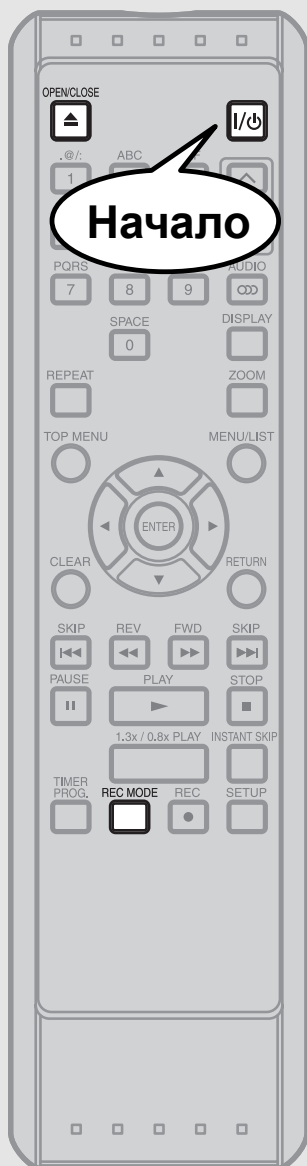 OPEN/CLOSE
I/⏻
.@/: ABC
1
Начало
PQRS AUDIO
7 8 9
SPACE DISPLAY
0
REPEAT ZOOM
TOP MENU MENU/LIST
ENTER
CLEAR RETURN
SKIP REV FWD SKIP
PAUSE PLAY STOP
1.3x / 0.8x PLAY INSTANT SKIP
TIMER
PROG. REC MODE REC SETUP